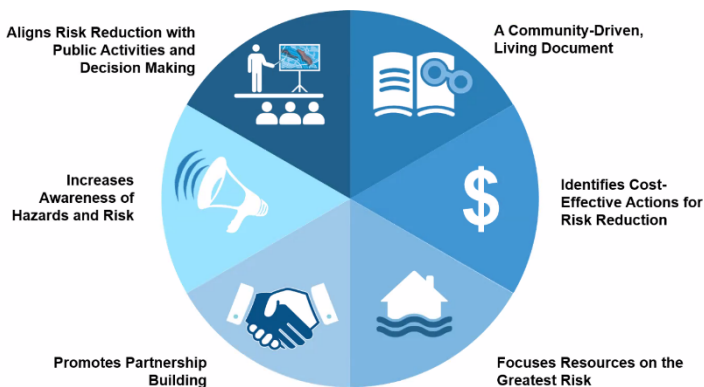 Aligns Risk Reduction with
Public Activities and
Decision Making
A Community-Driven,
Living Document
Increases
Awareness of
Hazards and Risk
$
Identifies Cost-
Effective Actions for
Risk Reduction
Promotes Partnership
Building
Focuses Resources on the
Greatest Risk